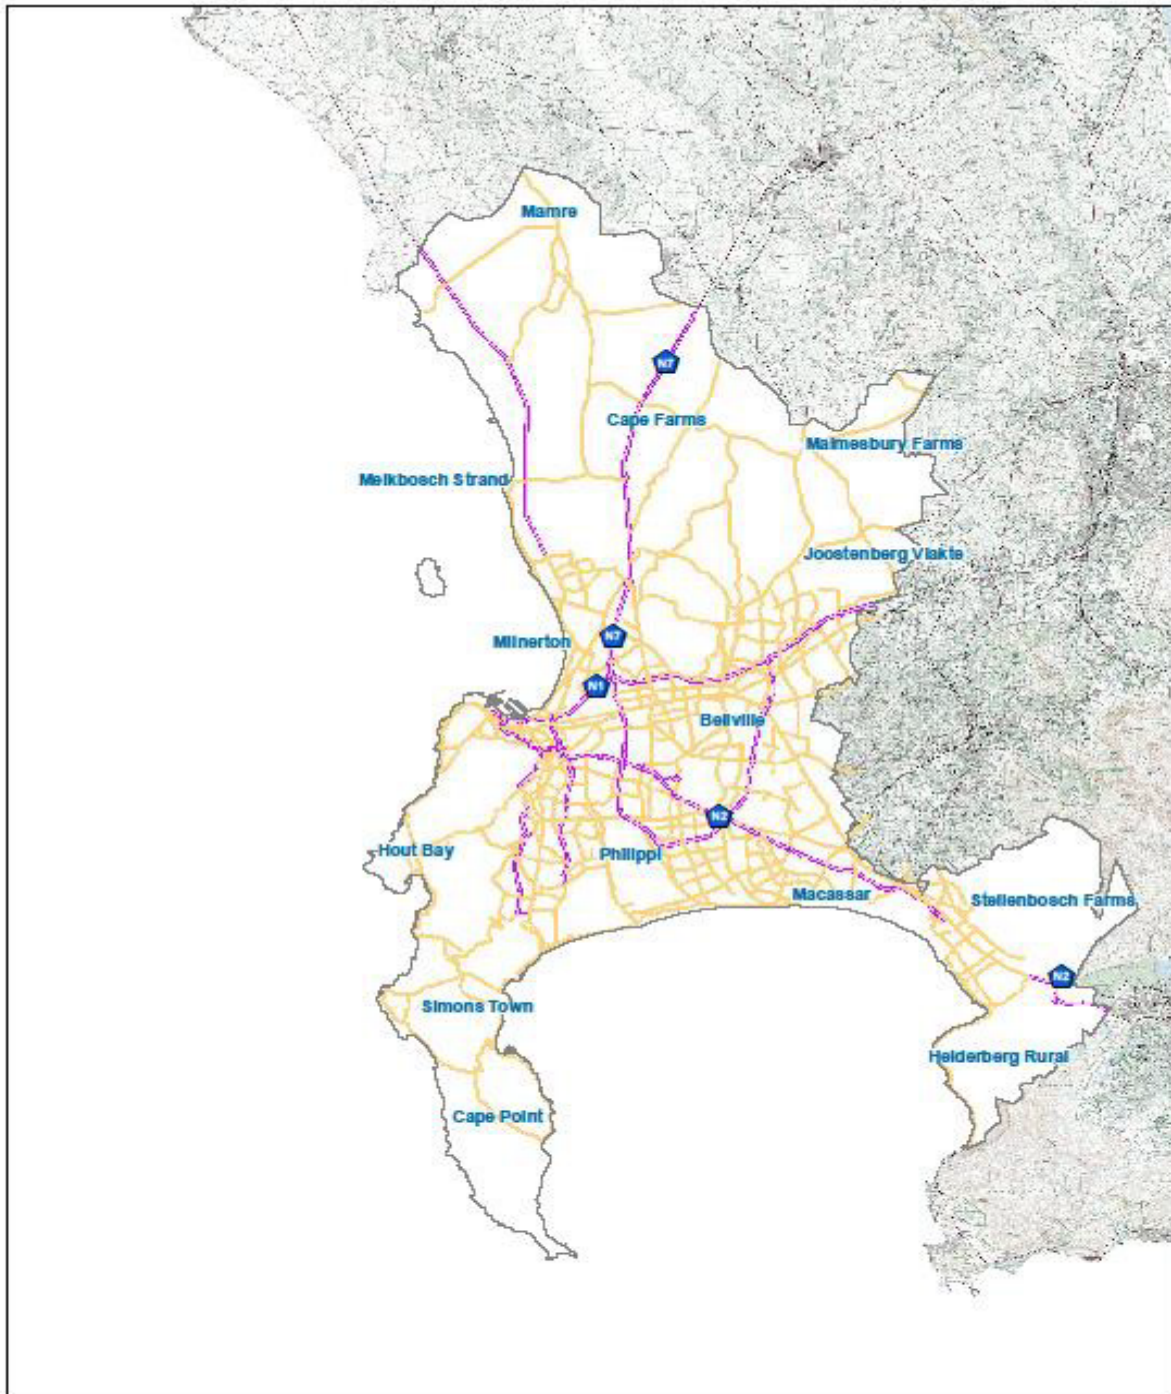 Mamre
N7
Cape Farms
Malmesbury Farms
Melkbosch Strand
Joostenberg Vlakte
Milnerton
N7
N1
Bellville
N2
Hout Bay
Philippi
Macassar
Stellenbosch Farms
N2
Simons Town
Helderberg Rural
Cape Point